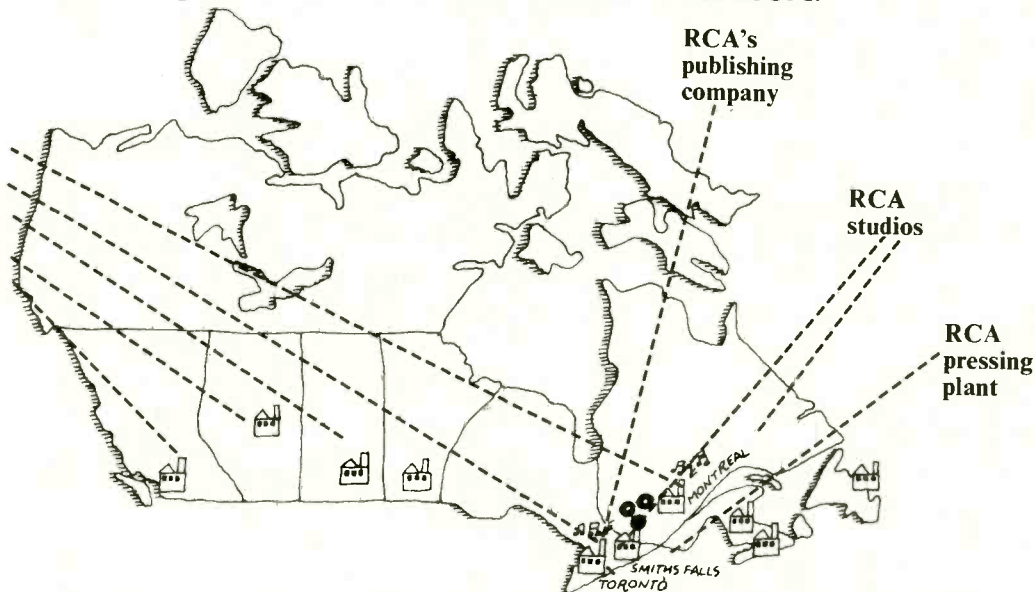 RCA's
publishing
company
RCA
studios
RCA
pressing
plant
MONTREAL
SMITHS FALLS
TORONTO